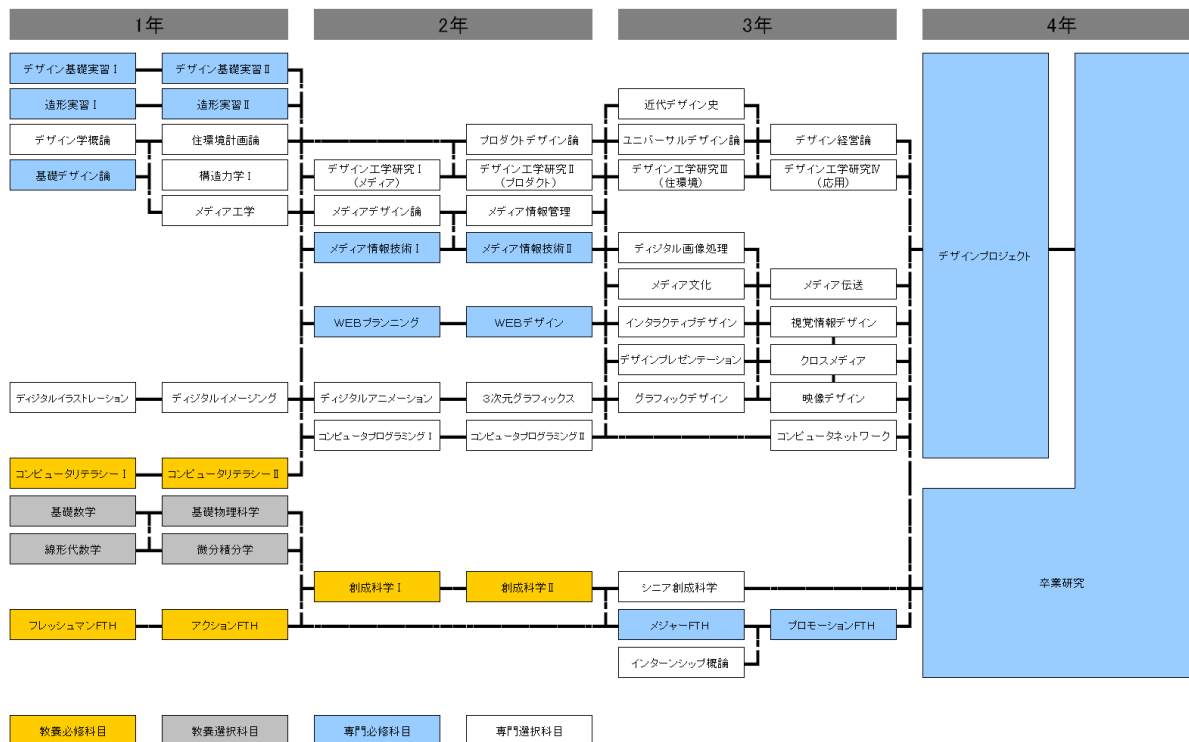 1年
2年
3年
4年
デザイン基礎実習Ⅰ
デザイン基礎実習Ⅱ
造形実習Ⅰ
造形実習Ⅱ
近代デザイン史
デザイン学概論
住環境計画論
プロダクトデザイン論
ユニバーサルデザイン論
デザイン経営論
基礎デザイン論
構造力学Ⅰ
デザイン工学研究Ⅰ
(メディア)
デザイン工学研究Ⅱ
(プロダクト)
デザイン工学研究Ⅲ
(住環境)
デザイン工学研究Ⅳ
(応用)
メディア工学
メディアデザイン論
メディア情報管理
メディア情報技術Ⅰ
メディア情報技術Ⅱ
ディジタル画像処理
デザインプロジェクト
メディア文化
メディア伝送
WEBプランニング
WEBデザイン
インタラクティブデザイン
視覚情報デザイン
デザインプレゼンテーション
クロスメディア
ディジタルイラストレーション
ディジタルイメージング
ディジタルアニメーション
3次元グラフィックス
グラフィックデザイン
映像デザイン
コンピュータプログラミングⅠ
コンピュータプログラミングⅡ
コンピュータネットワーク
コンピュータリテラシーⅠ
コンピュータリテラシーⅡ
基礎数学
基礎物理科学
線形代数学
微分積分学
創成科学Ⅰ
創成科学Ⅱ
シニア創成科学
卒業研究
フレッシュマンFTH
アクションFTH
メジャーFTH
プロモーションFTH
インターンシップ概論
教養必修科目
教養選択科目
専門必修科目
専門選択科目